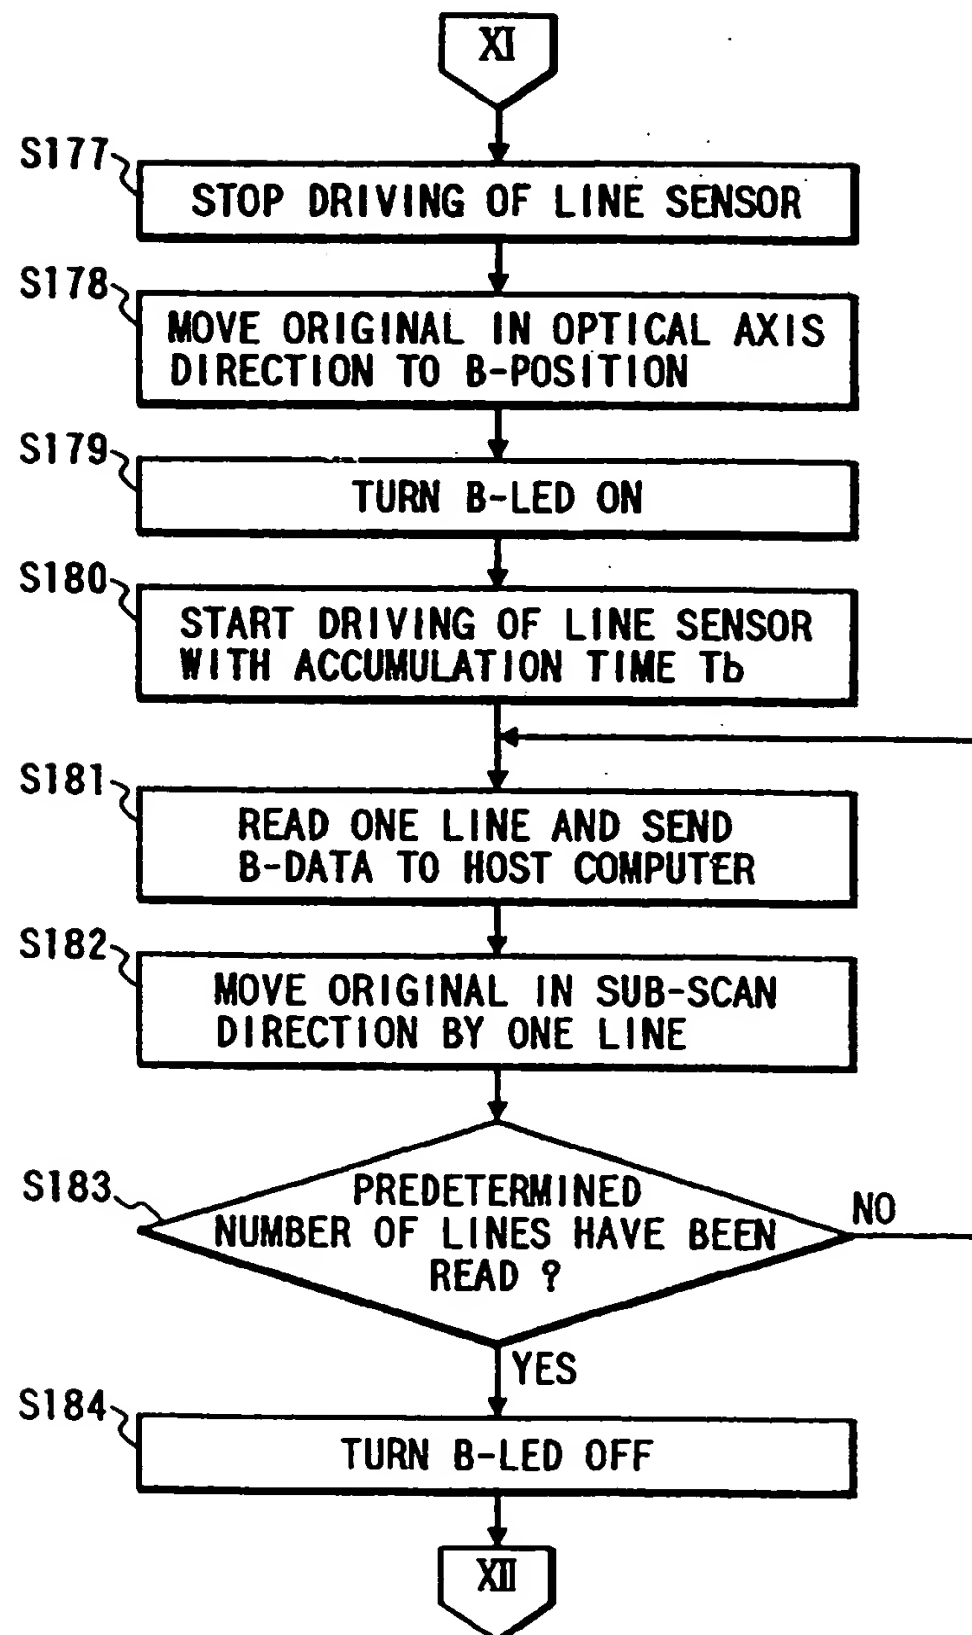 XI
S177
STOP DRIVING OF LINE SENSOR
S178
MOVE ORIGINAL IN OPTICAL AXIS
DIRECTION TO B-POSITION
S179
TURN B-LED ON
S180
START DRIVING OF LINE SENSOR
WITH ACCUMULATION TIME Tb
S181
READ ONE LINE AND SEND
B-DATA TO HOST COMPUTER
S182
MOVE ORIGINAL IN SUB-SCAN
DIRECTION BY ONE LINE
S183
PREDETERMINED
NUMBER OF LINES HAVE BEEN
READ ?
NO
YES
S184
TURN B-LED OFF
XII